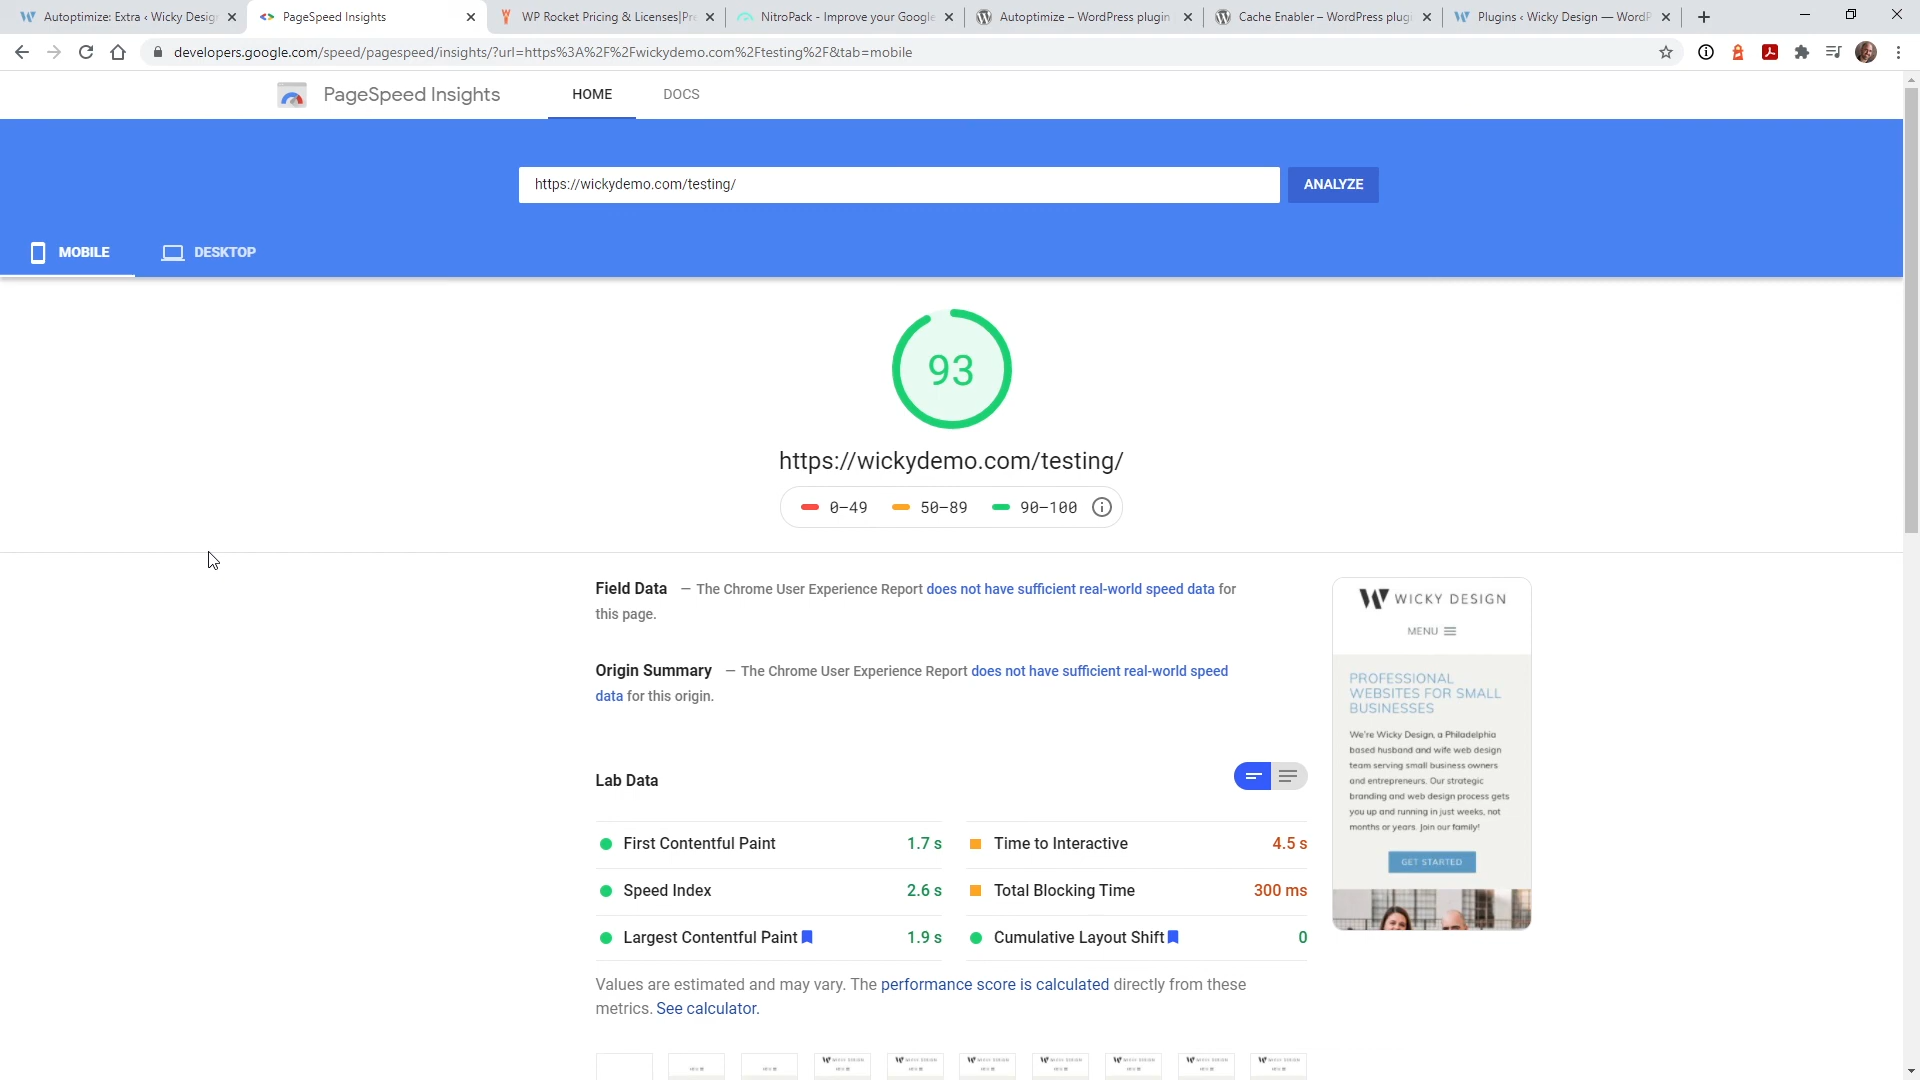 Autoptimize: Extra ‹ Wicky Desig
PageSpeed Insights
WP Rocket Pricing & Licenses|Pr
NitroPack - Improve your Google
Autoptimize – WordPress plugin
Cache Enabler – WordPress plugi
Plugins ‹ Wicky Design — WordP
developers.google.com/speed/pagespeed/insights/?url=https%3A%2F%2Fwickydemo.com%2Ftesting%2F&tab=mobile
PageSpeed Insights
HOME
DOCS
https://wickydemo.com/testing/
ANALYZE
MOBILE
DESKTOP
93
https://wickydemo.com/testing/
0–49
50–89
90–100
Field Data — The Chrome User Experience Report does not have sufficient real-world speed data for
this page.
Origin Summary — The Chrome User Experience Report does not have sufficient real-world speed
data for this origin.
Lab Data
First Contentful Paint 1.7 s
Time to Interactive 4.5 s
Speed Index 2.6 s
Total Blocking Time 300 ms
Largest Contentful Paint 1.9 s
Cumulative Layout Shift 0
Values are estimated and may vary. The performance score is calculated directly from these
metrics. See calculator.
WICKY DESIGN
MENU
PROFESSIONAL
WEBSITES FOR SMALL
BUSINESSES
We're Wicky Design, a Philadelphia
based husband and wife web design
team serving small business owners
and entrepreneurs. Our strategic
branding and web design process gets
you up and running in just weeks, not
months or years. Join our family!
GET STARTED